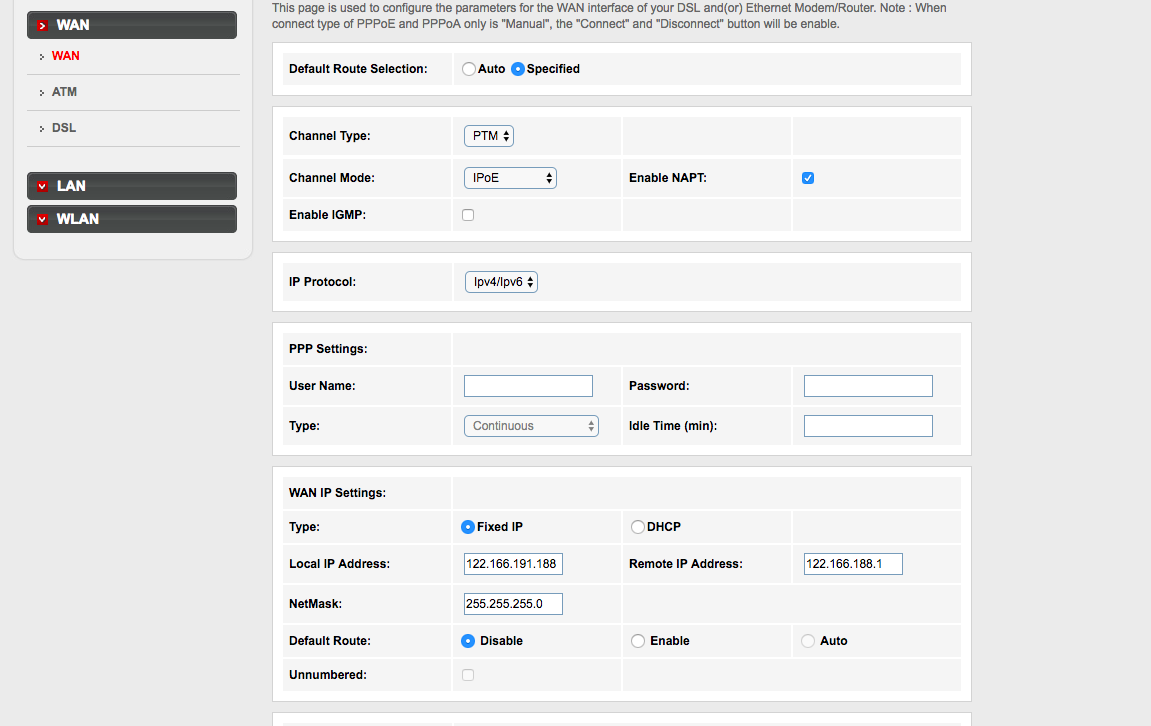 This page is used to configure the parameters for the WAN interface of your DSL and(or) Ethernet Modem/Router. Note : When
connect type of PPPoE and PPPoA only is "Manual", the "Connect" and "Disconnect" button will be enable.
WAN
WAN
ATM
DSL
LAN
WLAN
Default Route Selection: Auto Specified
Channel Type: PTM
Channel Mode: IPoE Enable NAPT:
Enable IGMP:
IP Protocol: Ipv4/Ipv6
PPP Settings:
User Name: Password:
Type: Continuous Idle Time (min):
WAN IP Settings:
Type: Fixed IP DHCP
Local IP Address: 122.166.191.188 Remote IP Address: 122.166.188.1
NetMask: 255.255.255.0
Default Route: Disable Enable Auto
Unnumbered: